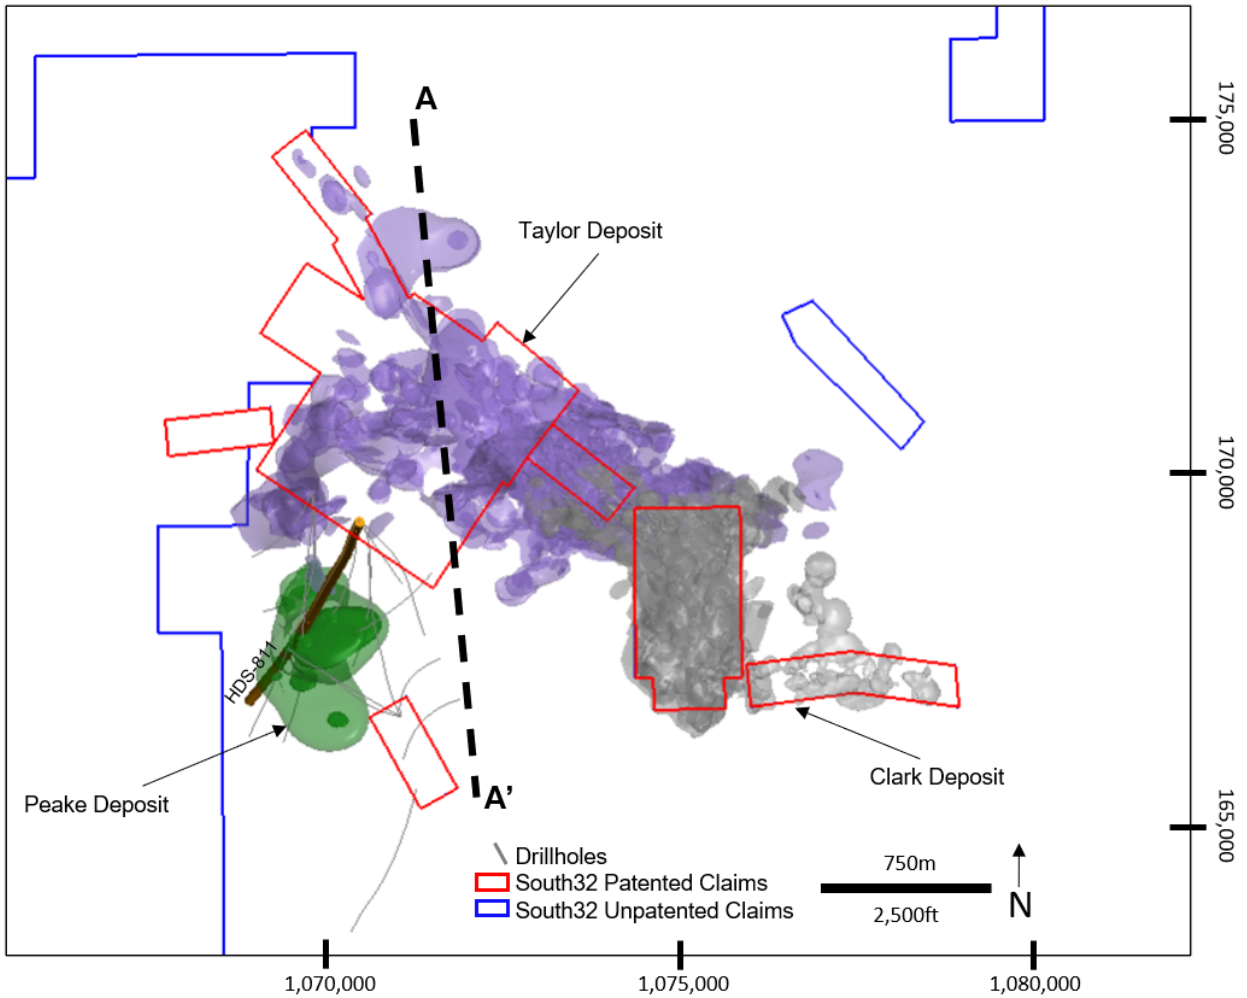 A
175,000
Taylor Deposit
170,000
HDS-811
Peake Deposit
A’
Clark Deposit
165,000
Drillholes
South32 Patented Claims
South32 Unpatented Claims
750m
2,500ft
N
1,070,000
1,075,000
1,080,000